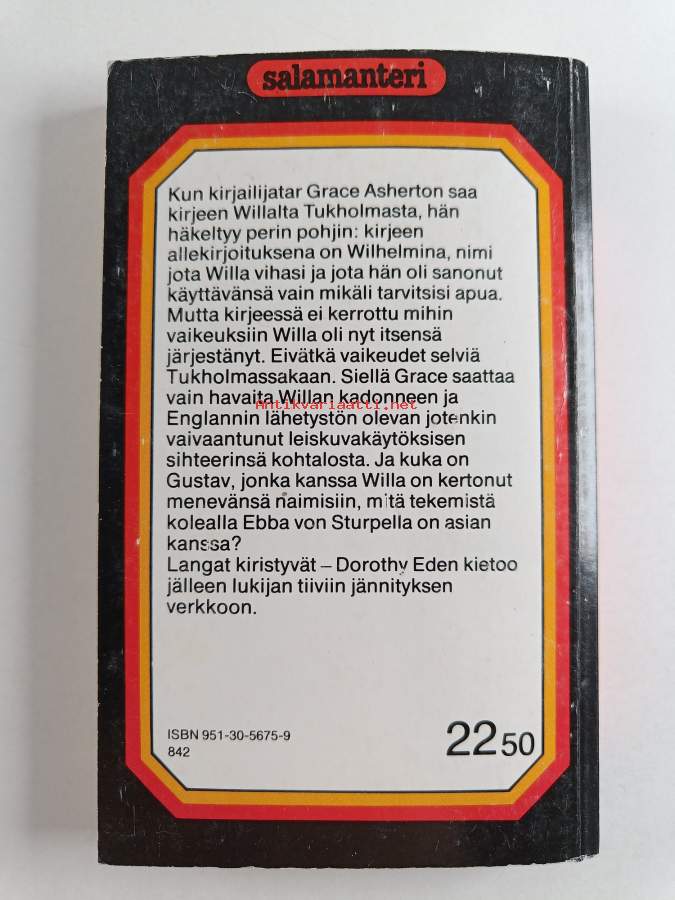 salamanteri
Kun kirjailijatar Grace Asherton saa
kirjeen Willalta Tukholmasta, hän
häkeltyy perin pohjin: kirjeen
allekirjoituksena on Wilhelmina, nimi
jota Willa vihasi ja jota hän oli sanonut
käyttävänsä vain mikäli tarvitsisi apua.
Mutta kirjeessä ei kerrottu mihin
vaikeuksiin Willa oli nyt itsensä
järjestänyt. Eivätkä vaikeudet selviä
Tukholmassakaan. Siellä Grace saattaa
vain havaita Willan kadonneen ja
Antikvariaatti.net
Englannin lähetystön olevan jotenkin
vaivaantunut leiskuvakäytöksisen
sihteerinsä kohtalosta. Ja kuka on
Gustav, jonka kanssa Willa on kertonut
menevänsä naimisiin, mitä tekemistä
kolealla Ebba von Sturpella on asian
kanssa?
Langat kiristyvät – Dorothy Eden kietoo
jälleen lukijan tiiviin jännityksen
verkkoon.
ISBN 951-30-5675-9
842
22 50